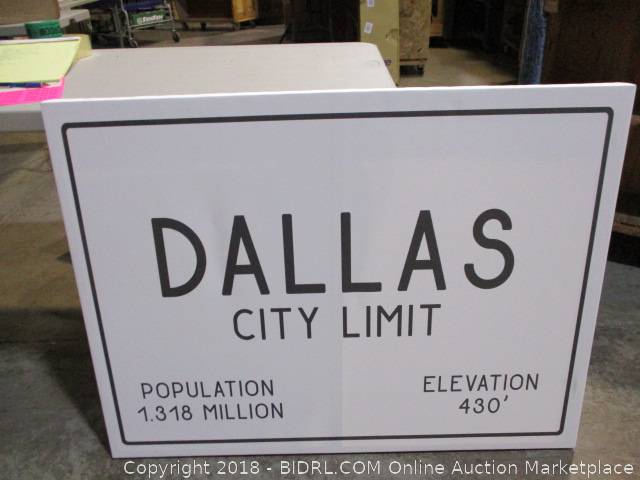 DALLAS
CITY LIMIT
POPULATION
1.318 MILLION
ELEVATION
430'
Copyright 2018 - BIDRL.COM Online Auction Marketplace